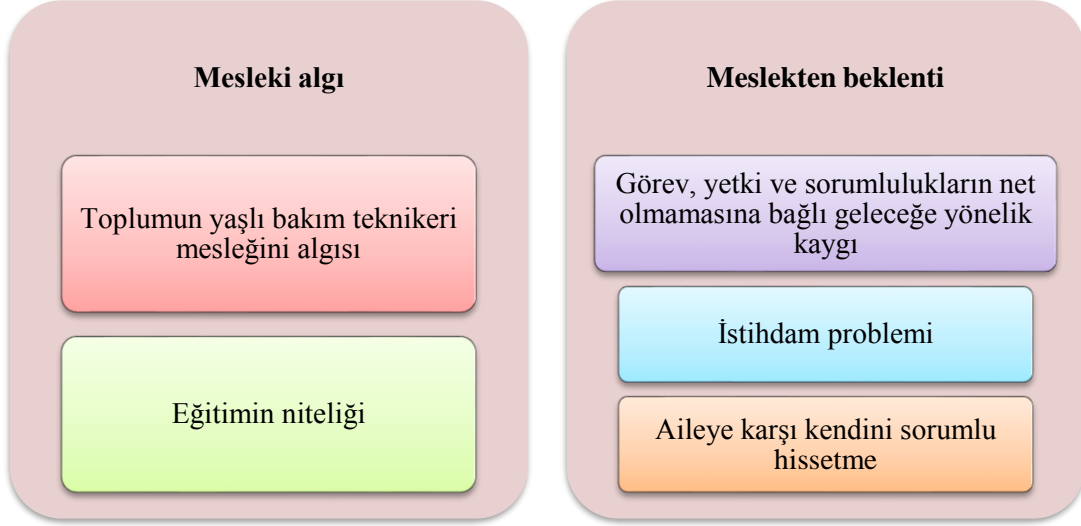 Mesleki algı
Toplumun yaşlı bakım teknikeri
mesleğini algısı
Eğitimin niteliği
Meslekten beklenti
Görev, yetki ve sorumlulukların net
olmamasına bağlı geleceğe yönelik
kaygı
İstihdam problemi
Aileye karşı kendini sorumlu
hissetme